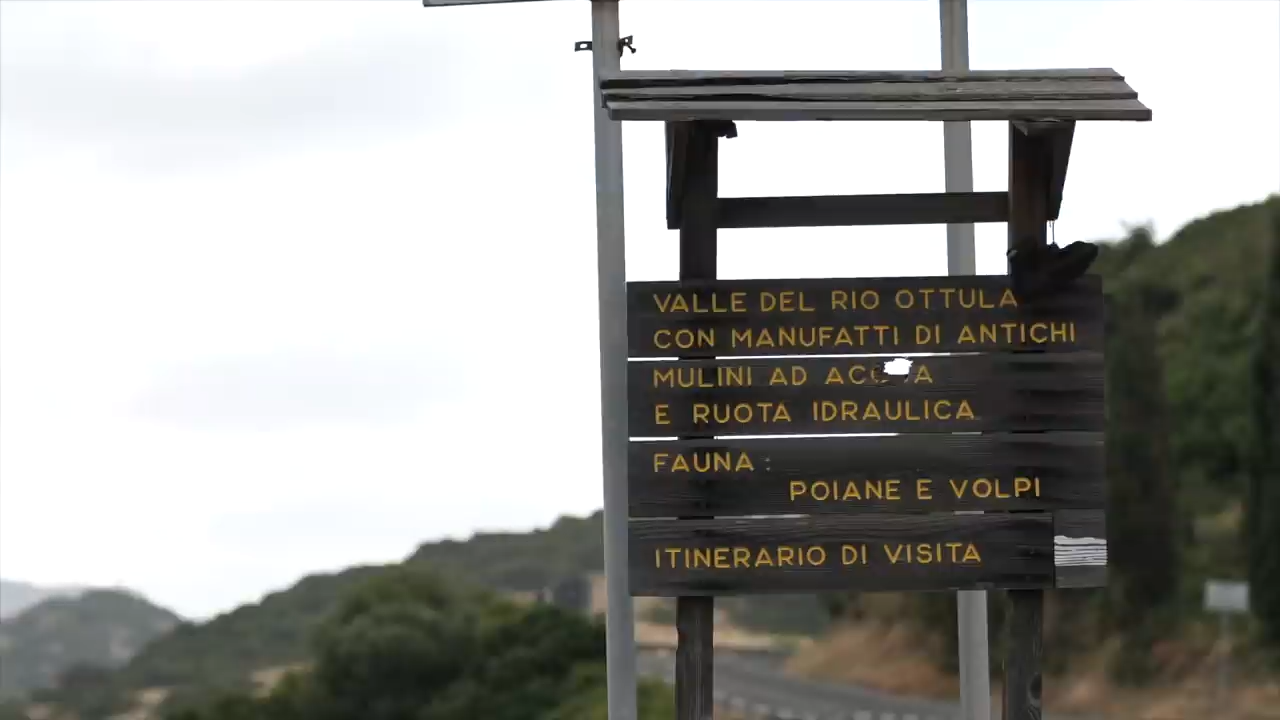 VALLE DEL RIO OTTULA
CON MANUFATTI DI ANTICHI
MULINI AD ACQUA
E RUOTA IDRAULICA
FAUNA :
POIANE E VOLPI
ITINERARIO DI VISITA